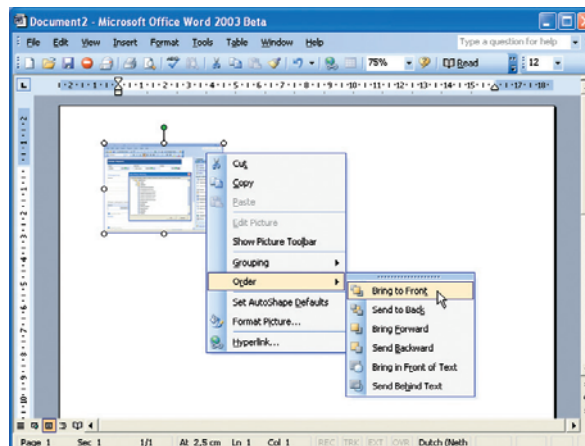 Document2 - Microsoft Office Word 2003 Beta
File Edit View Insert Format Tools Table Window Help Type a question for help
75% Read 12
Cut
Copy
Paste
Edit Picture
Show Picture Toolbar
Grouping
Order
Set AutoShape Defaults
Format Picture...
Hyperlink...
Bring to Front
Send to Back
Bring Forward
Send Backward
Bring in Front of Text
Send Behind Text
Page 1 Sec 1 1/1 At 2,5 cm Ln 1 Col 1 REC TRK EXT OVR Dutch (Neth